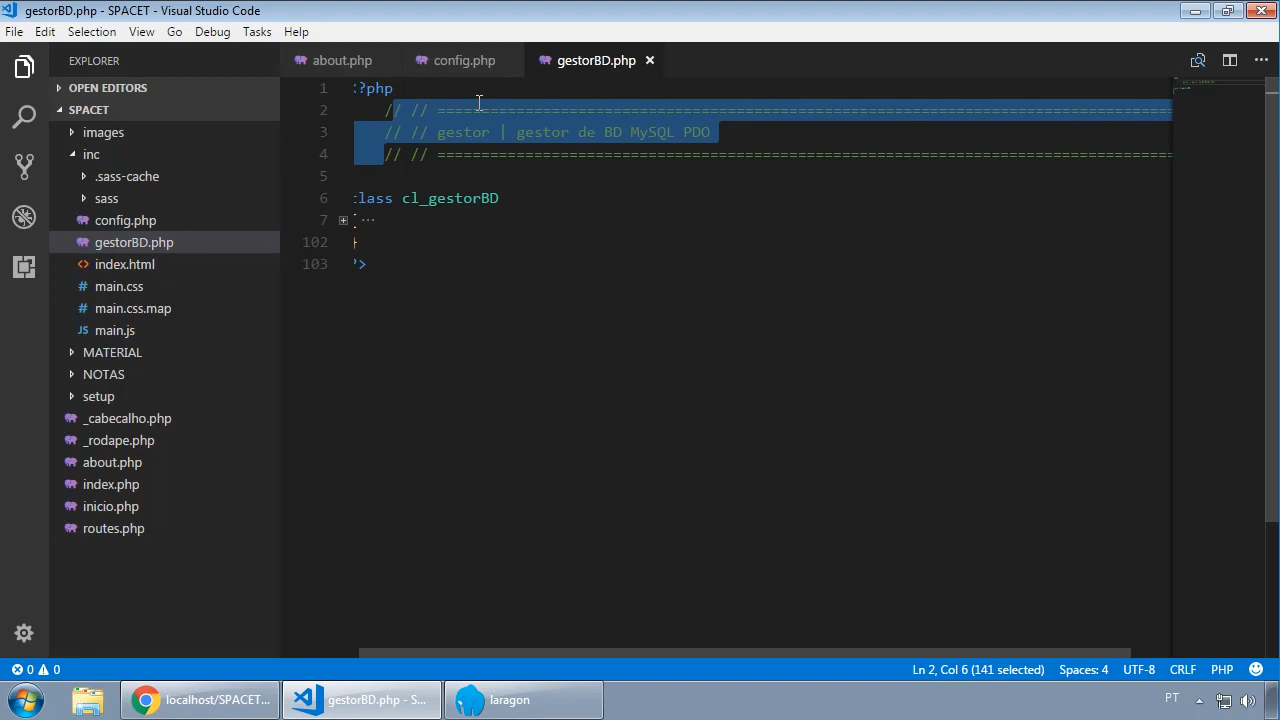 gestorBD.php - SPACET - Visual Studio Code
File Edit Selection View Go Debug Tasks Help
EXPLORER
about.php config.php gestorBD.php
OPEN EDITORS
SPACET
images
inc
.sass-cache
sass
config.php
gestorBD.php
index.html
main.css
main.css.map
JS main.js
MATERIAL
NOTAS
setup
_cabecalho.php
_rodape.php
about.php
index.php
inicio.php
routes.php
1 <?php
2 // // ====================================================================================
3 // // gestor | gestor de BD MySQL PDO
4 // // ====================================================================================
5
6 class cl_gestorBD
7 { ...
102 }
103 ?>
0 0 Ln 2, Col 6 (141 selected) Spaces: 4 UTF-8 CRLF PHP
localhost/SPACET... gestorBD.php - S... laragon PT